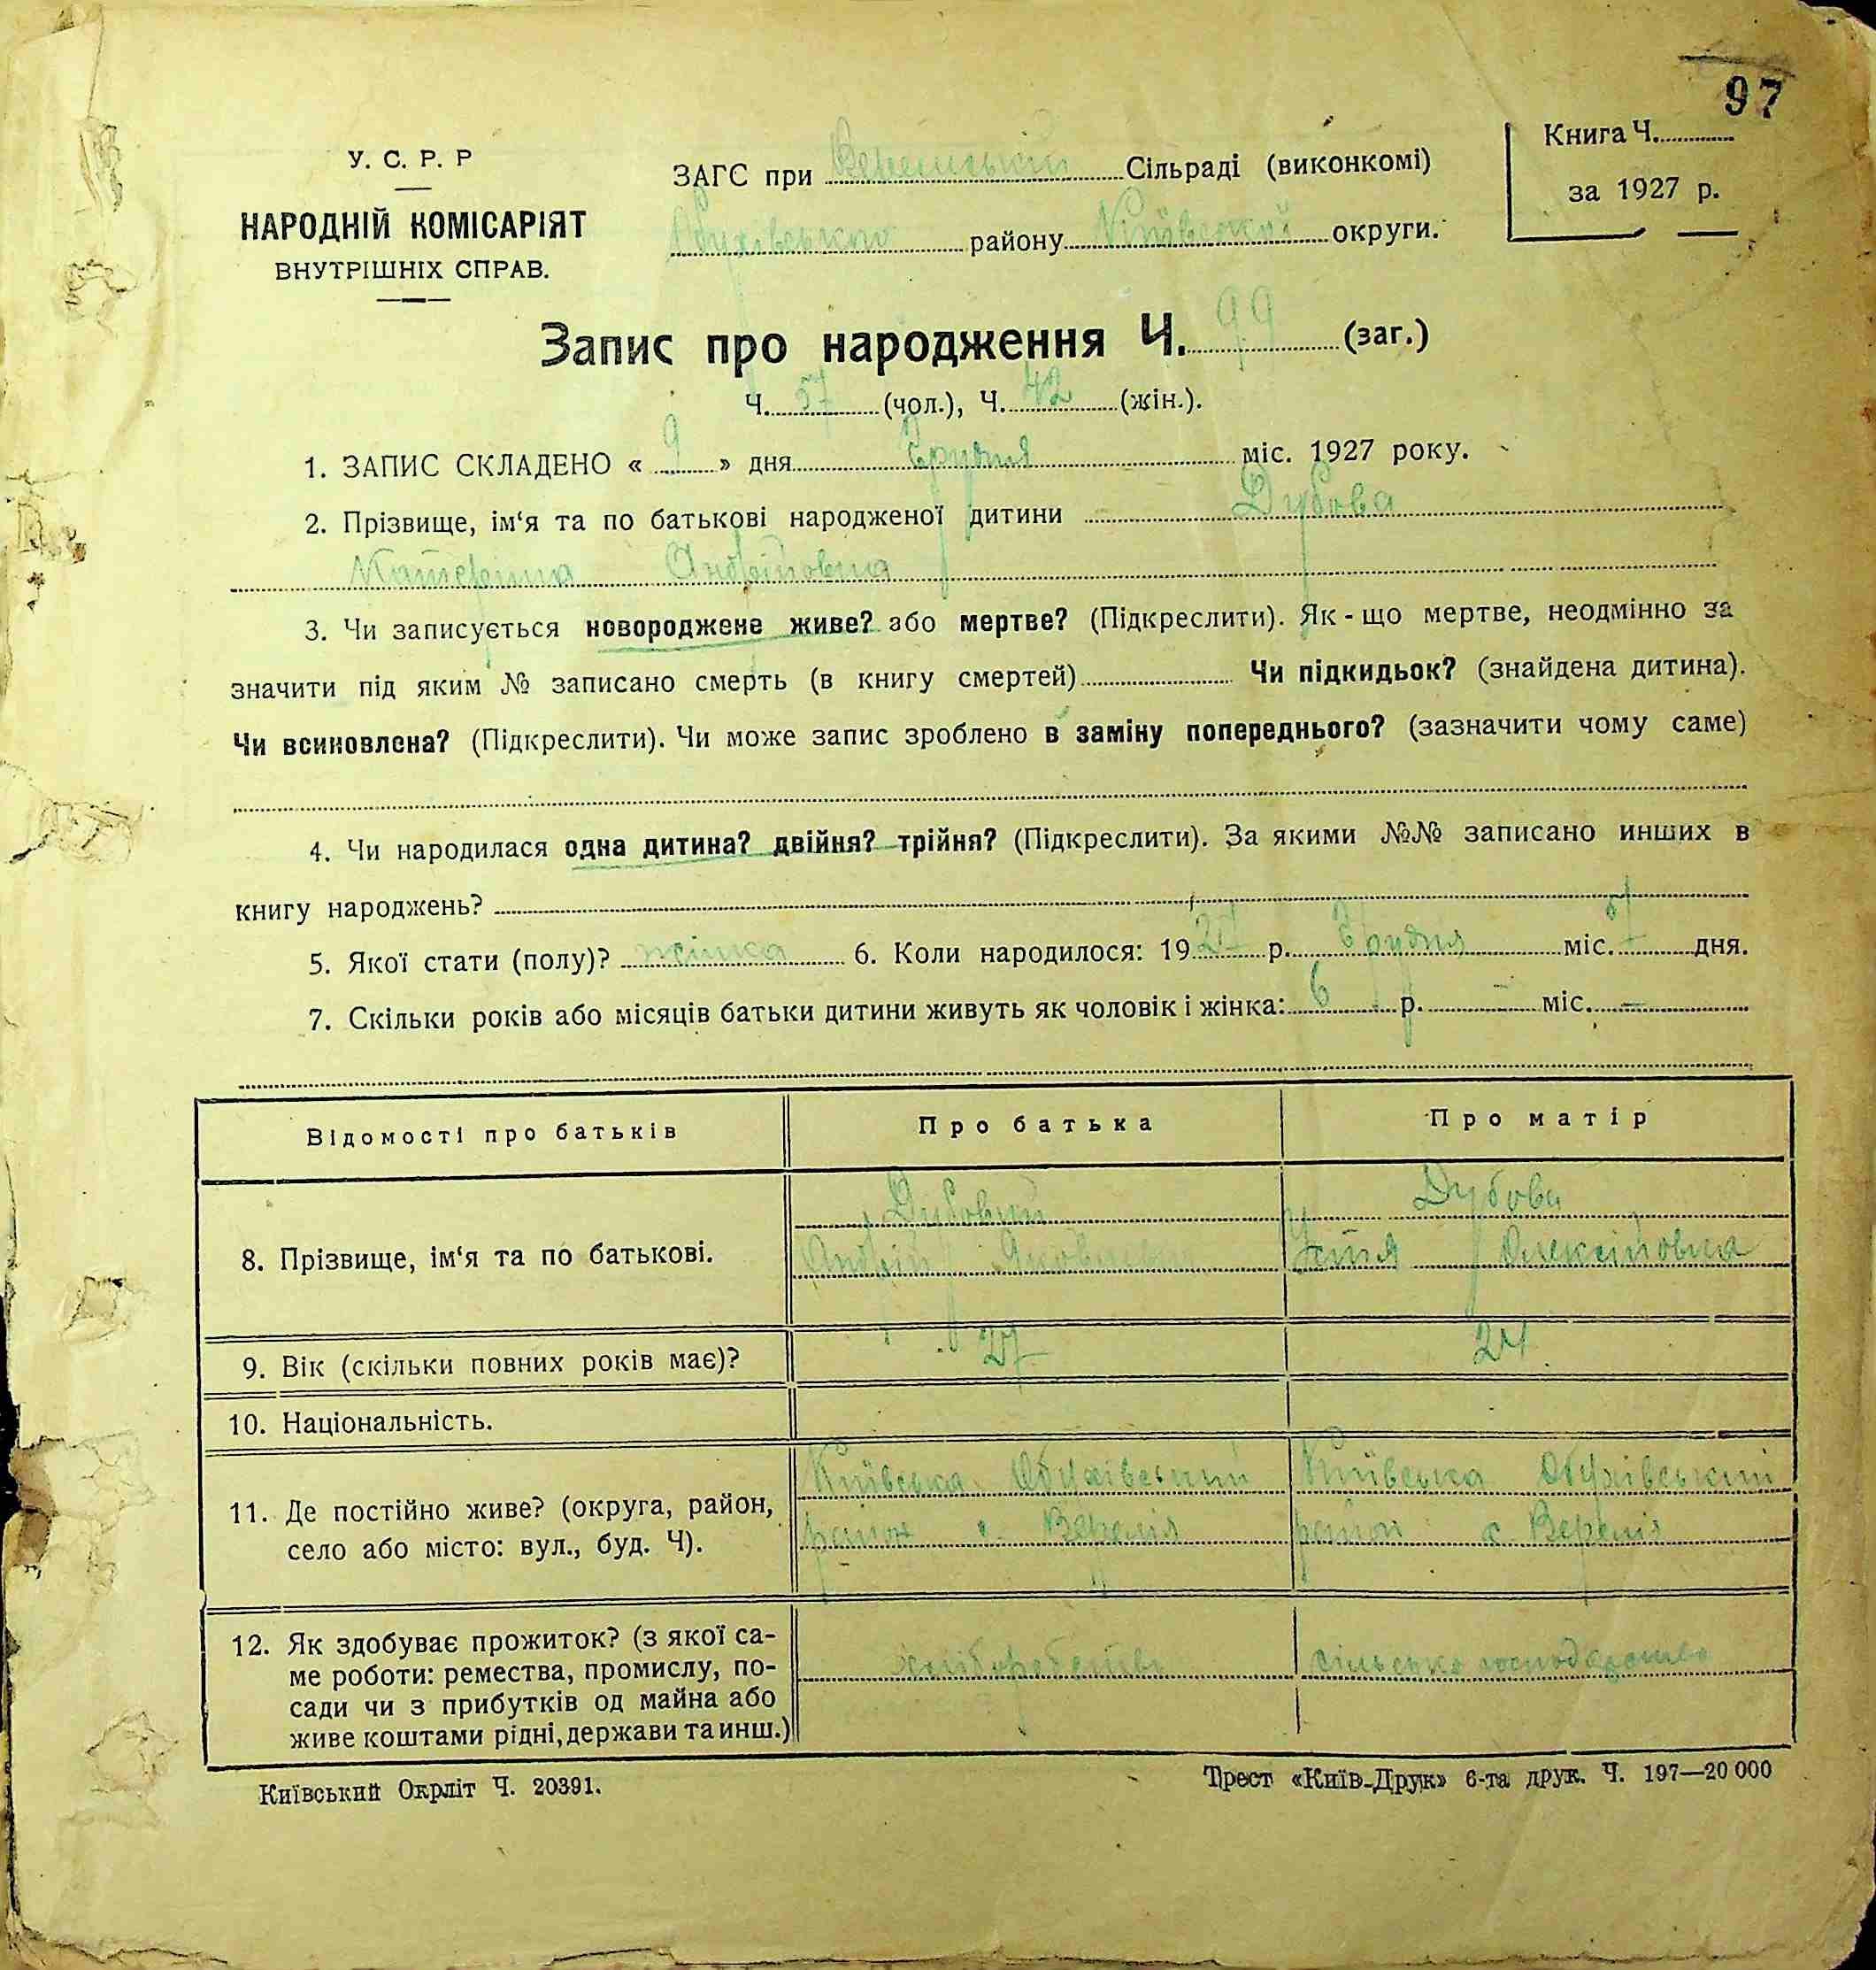 97
У. С. Р. Р
НАРОДНІЙ КОМІСАРІЯТ
ВНУТРІШНІХ СПРАВ.
ЗАГС при Веремській Сільраді (виконкомі)
Обухівського району Київської округи.
Книга Ч.
за 1927 р.
Запис про народження Ч. 99 (заг.)
Ч. 57 (чол.), Ч. 42 (жін.).
1. ЗАПИС СКЛАДЕНО « 9 » дня Грудня міс. 1927 року.
2. Прізвище, ім‘я та по батькові народженої дитини Дубова
Катерина Андріївна
3. Чи записується новороджене живе? або мертве? (Підкреслити). Як - що мертве, неодмінно за
значити під яким № записано смерть (в книгу смертей) Чи підкидьок? (знайдена дитина).
Чи всиновлена? (Підкреслити). Чи може запис зроблено в заміну попереднього? (зазначити чому саме)
4. Чи народилася одна дитина? двійня? трійня? (Підкреслити). За якими №№ записано инших в
книгу народжень?
5. Якої стати (полу)? жінка 6. Коли народилося: 1927 р. Грудня міс. дня.
7. Скільки років або місяців батьки дитини живуть як чоловік і жінка: 6 р. – міс. –
Відомості про батьків Про батька Про матір
8. Прізвище, ім‘я та по батькові.
Дубовий Дубова
Андрій Яковлевич Устя Олексіївна
9. Вік (скільки повних років має)? 27 24
10. Національність.
11. Де постійно живе? (округа, район,
село або місто: вул., буд. Ч).
Київська Обухівський Київська Обухівський
район с. Веремія район с. Веремія
12. Як здобуває прожиток? (з якої са-
ме роботи: ремества, промислу, по-
сади чи з прибутків од майна або
живе коштами рідні, держави та инш.)
хліборобство сільське господарство
Київський Окрліт Ч. 20391.
Трест «Київ-Друк» 6-та друк. Ч. 197—20 000